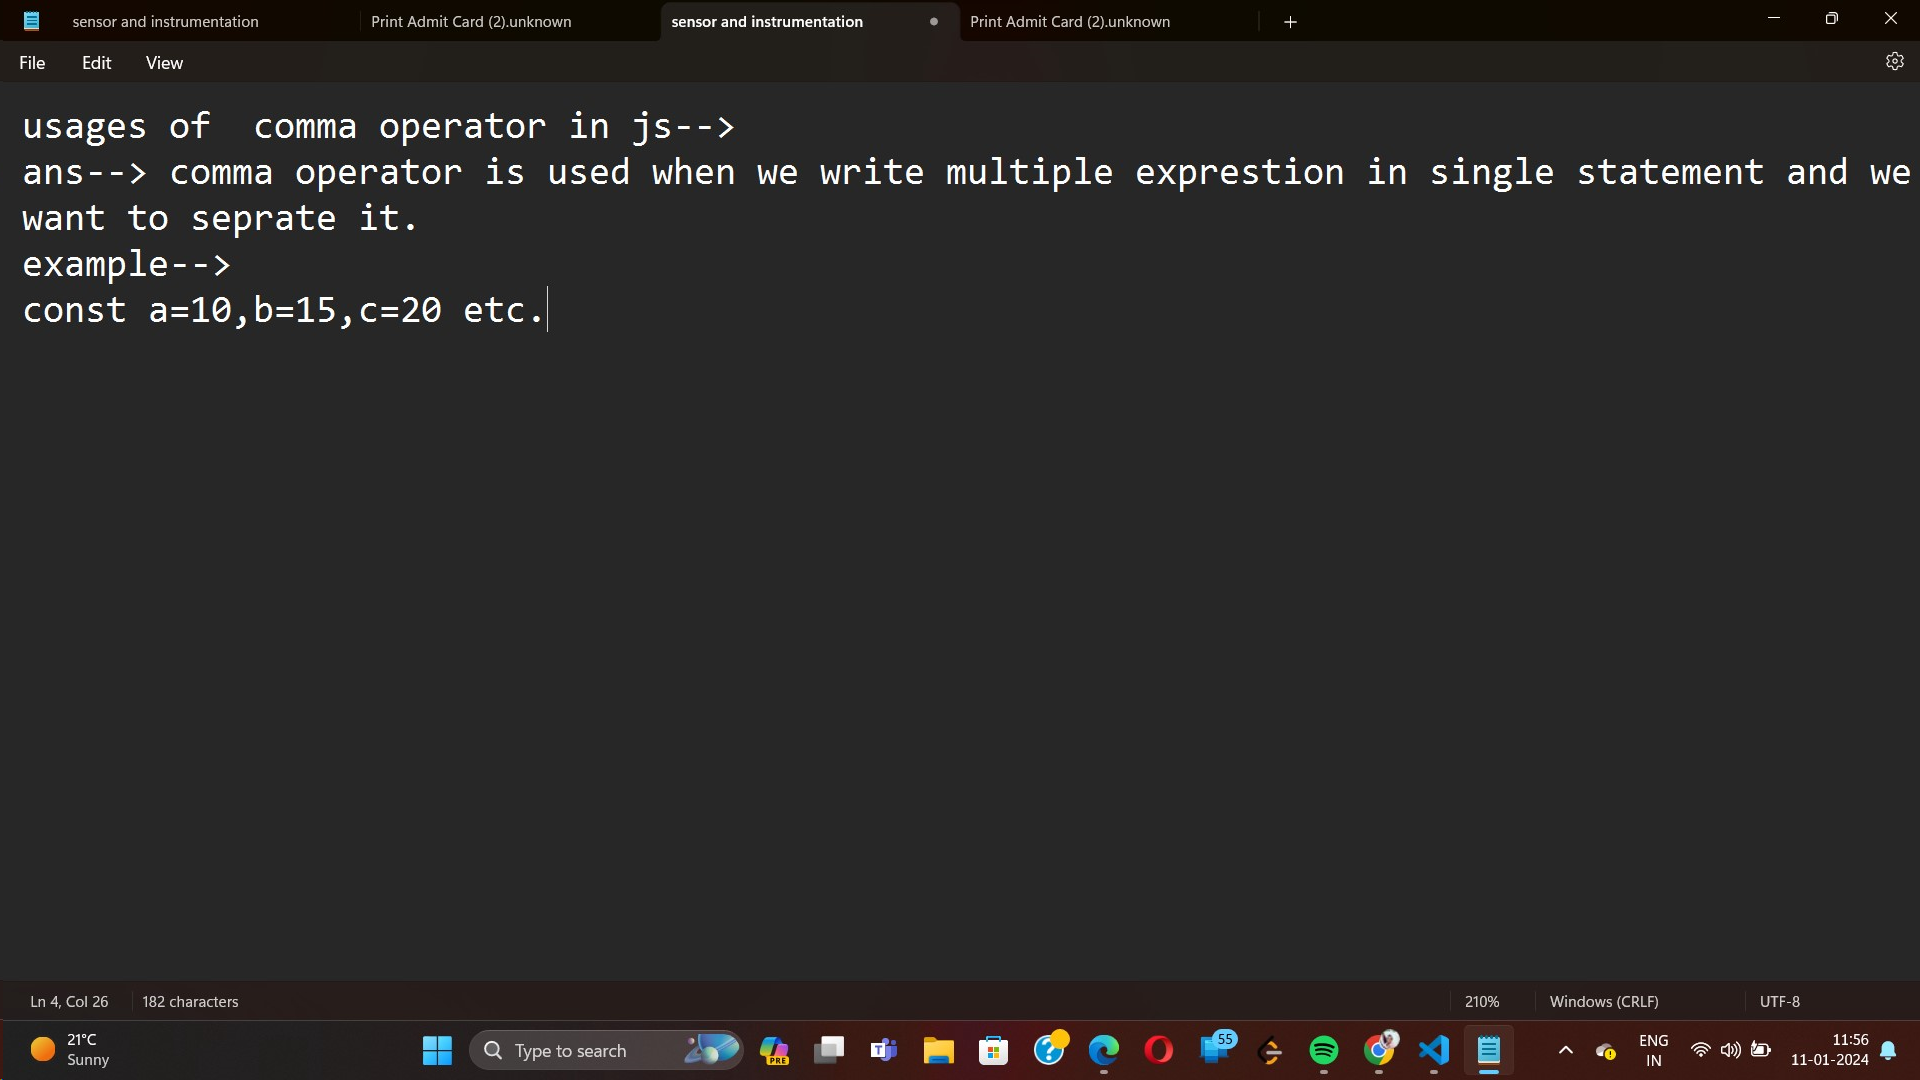 sensor and instrumentation
Print Admit Card (2).unknown
sensor and instrumentation
Print Admit Card (2).unknown
File
Edit
View
usages of  comma operator in js-->
ans--> comma operator is used when we write multiple exprestion in single statement and we
want to seprate it.
example-->
const a=10,b=15,c=20 etc.
Ln 4, Col 26
182 characters
210%
Windows (CRLF)
UTF-8
21°C
Sunny
Type to search
PRE
T
55
ENG
IN
11:56
11-01-2024